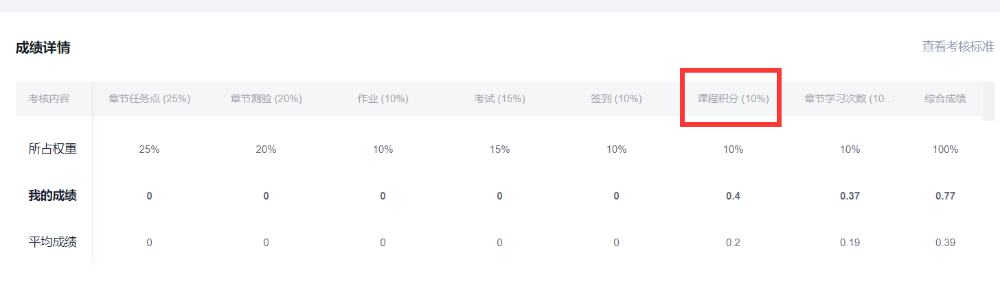 成绩详情
查看考核标准
考核内容 章节任务点 (25%) 章节测验 (20%) 作业 (10%) 考试 (15%) 签到 (10%) 课程积分 (10%) 章节学习次数 (10... 综合成绩
所占权重 25% 20% 10% 15% 10% 10% 10% 100%
我的成绩 0 0 0 0 0 0.4 0.37 0.77
平均成绩 0 0 0 0 0 0.2 0.19 0.39